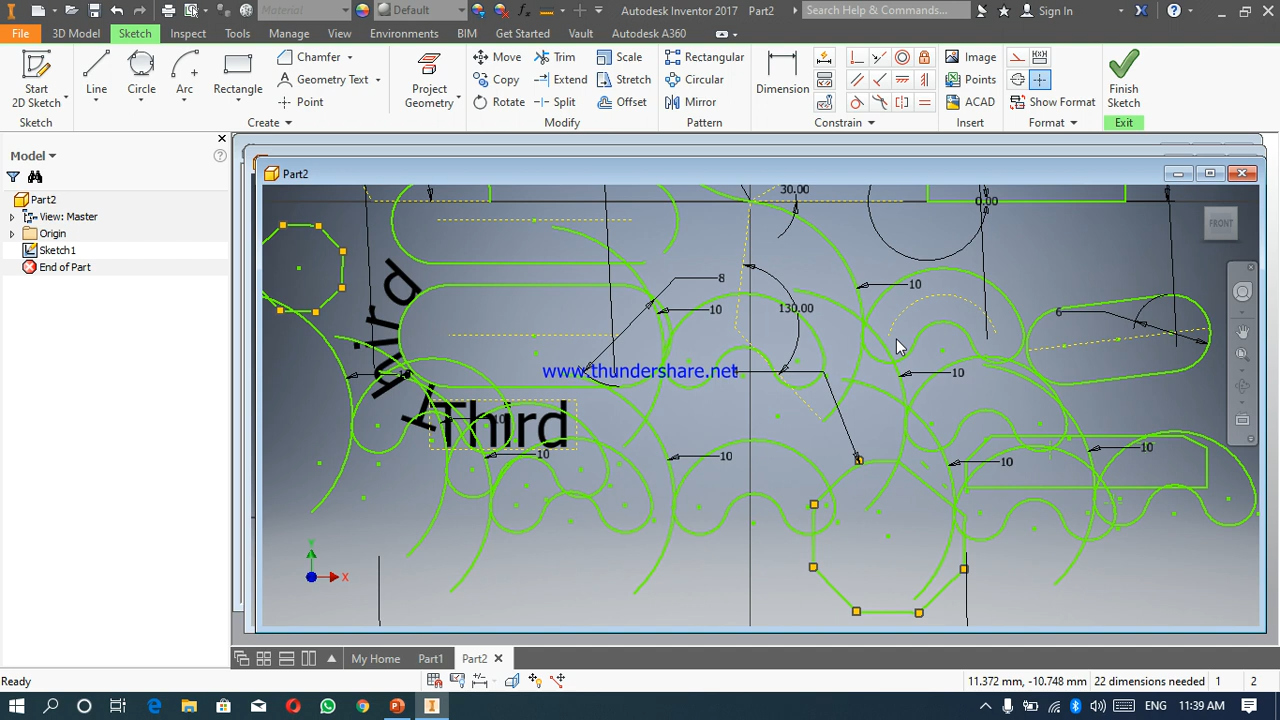 Material
Default
Autodesk Inventor 2017 Part2
Search Help & Commands...
Sign In
File 3D Model Sketch Inspect Tools Manage View Environments BIM Get Started Vault Autodesk A360
Start
2D Sketch
Line
Circle
Arc
Rectangle
Chamfer
Geometry Text
Point
Move
Copy
Rotate
Trim
Extend
Split
Scale
Stretch
Offset
Project
Geometry
Rectangular
Circular
Mirror
Dimension
Image
Points
ACAD
Show Format
Finish
Sketch
Sketch Create Modify Pattern Constrain Insert Format Exit
Model
Part2
View: Master
Origin
Sketch1
End of Part
Part2
30.00
0.00
FRONT
8
10
10
130.00
6
www.thundershare.net
10
10
Third
Third
10
10
10
10
10
Y
X
My Home Part1 Part2
Ready
11.372 mm, -10.748 mm 22 dimensions needed 1 2
ENG 11:39 AM